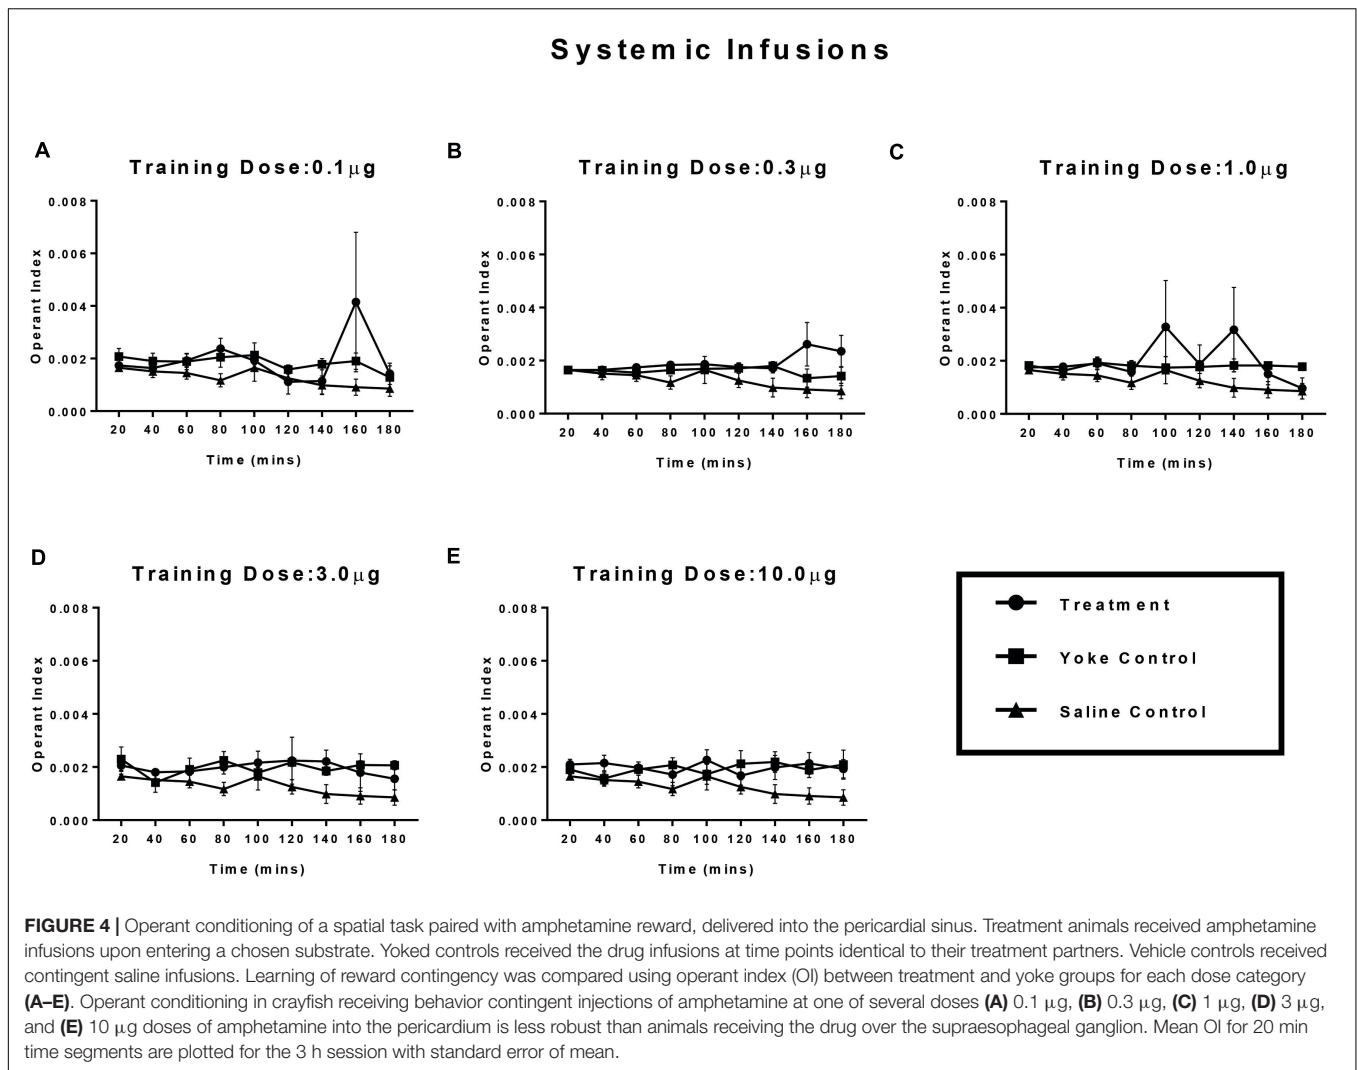 Systemic Infusions
A
Training Dose:0.1µg
Operant Index
0.008
0.006
0.004
0.002
0.000
20 40 60 80 100 120 140 160 180
Time (mins)
B
Training Dose:0.3µg
Operant Index
0.008
0.006
0.004
0.002
0.000
20 40 60 80 100 120 140 160 180
Time (mins)
C
Training Dose:1.0µg
Operant Index
0.008
0.006
0.004
0.002
0.000
20 40 60 80 100 120 140 160 180
Time (mins)
D
Training Dose:3.0µg
Operant Index
0.008
0.006
0.004
0.002
0.000
20 40 60 80 100 120 140 160 180
Time (mins)
E
Training Dose:10.0µg
Operant Index
0.008
0.006
0.004
0.002
0.000
20 40 60 80 100 120 140 160 180
Time (mins)
Treatment
Yoke Control
Saline Control
FIGURE 4 | Operant conditioning of a spatial task paired with amphetamine reward, delivered into the pericardial sinus. Treatment animals received amphetamine
infusions upon entering a chosen substrate. Yoked controls received the drug infusions at time points identical to their treatment partners. Vehicle controls received
contingent saline infusions. Learning of reward contingency was compared using operant index (OI) between treatment and yoke groups for each dose category
(A–E). Operant conditioning in crayfish receiving behavior contingent injections of amphetamine at one of several doses (A) 0.1 µg, (B) 0.3 µg, (C) 1 µg, (D) 3 µg,
and (E) 10 µg doses of amphetamine into the pericardium is less robust than animals receiving the drug over the supraesophageal ganglion. Mean OI for 20 min
time segments are plotted for the 3 h session with standard error of mean.